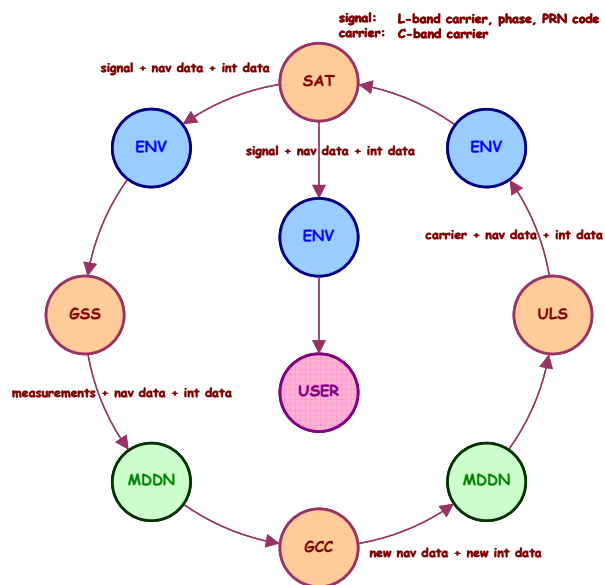 signal: L-band carrier, phase, PRN code
carrier: C-band carrier
signal + nav data + int data
SAT
ENV
signal + nav data + int data
ENV
ENV
carrier + nav data + int data
GSS
ULS
measurements + nav data + int data
USER
MDDN
MDDN
GCC
new nav data + new int data